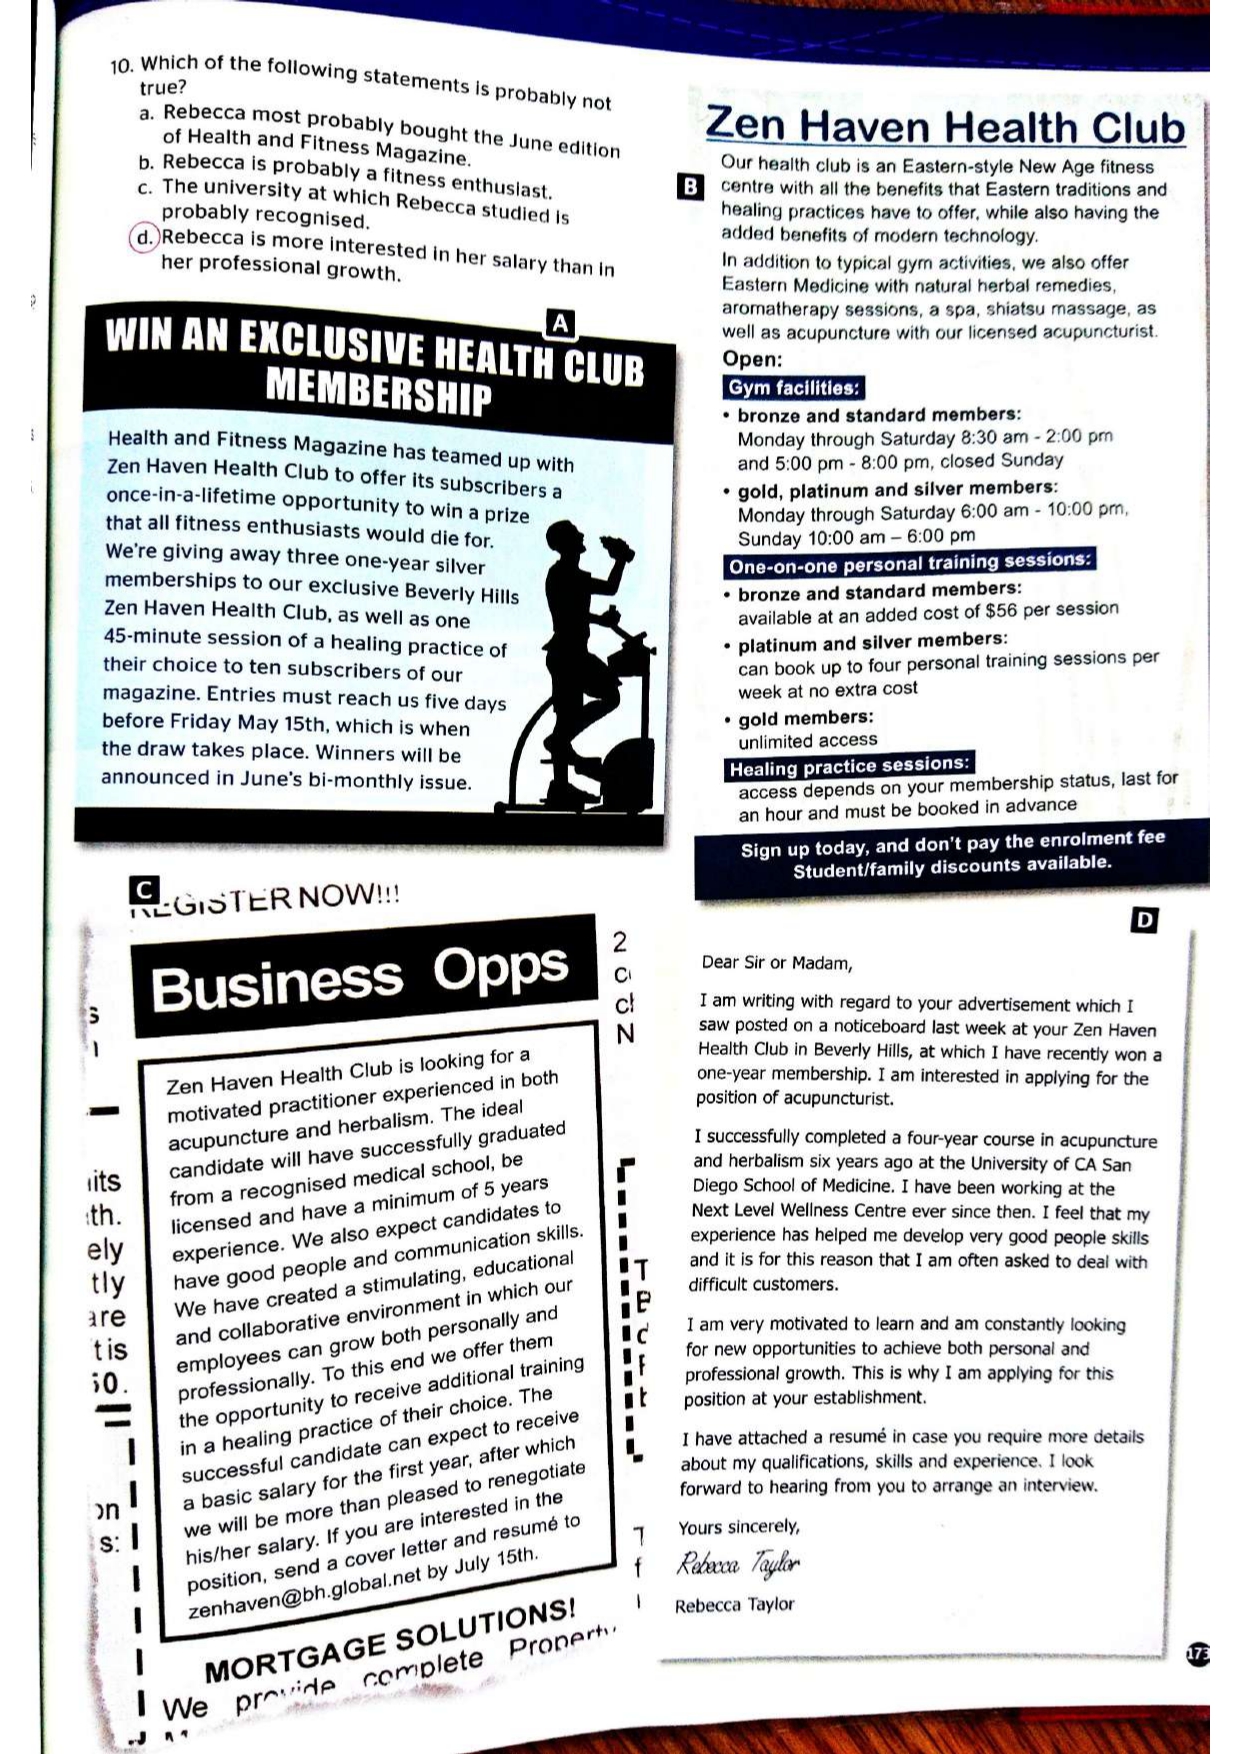 10. Which of the following statements is probably not
true?
a. Rebecca most probably bought the June edition
of Health and Fitness Magazine.
b. Rebecca is probably a fitness enthusiast.
c. The university at which Rebecca studied is
probably recognised.
d. Rebecca is more interested in her salary than in
her professional growth.
A
WIN AN EXCLUSIVE HEALTH CLUB
MEMBERSHIP
Health and Fitness Magazine has teamed up with
Zen Haven Health Club to offer its subscribers a
once-in-a-lifetime opportunity to win a prize
that all fitness enthusiasts would die for.
We're giving away three one-year silver
memberships to our exclusive Beverly Hills
Zen Haven Health Club, as well as one
45-minute session of a healing practice of
their choice to ten subscribers of our
magazine. Entries must reach us five days
before Friday May 15th, which is when
the draw takes place. Winners will be
announced in June's bi-monthly issue.
B
Zen Haven Health Club
Our health club is an Eastern-style New Age fitness
centre with all the benefits that Eastern traditions and
healing practices have to offer, while also having the
added benefits of modern technology.
In addition to typical gym activities, we also offer
Eastern Medicine with natural herbal remedies,
aromatherapy sessions, a spa, shiatsu massage, as
well as acupuncture with our licensed acupuncturist.
Open:
Gym facilities:
• bronze and standard members:
Monday through Saturday 8:30 am - 2:00 pm
and 5:00 pm - 8:00 pm, closed Sunday
• gold, platinum and silver members:
Monday through Saturday 6:00 am - 10:00 pm,
Sunday 10:00 am – 6:00 pm
One-on-one personal training sessions:
• bronze and standard members:
available at an added cost of $56 per session
• platinum and silver members:
can book up to four personal training sessions per
week at no extra cost
• gold members:
unlimited access
Healing practice sessions:
access depends on your membership status, last for
an hour and must be booked in advance
Sign up today, and don't pay the enrolment fee
Student/family discounts available.
C
REGISTER NOW!!!
Business Opps
Zen Haven Health Club is looking for a
motivated practitioner experienced in both
acupuncture and herbalism. The ideal
candidate will have successfully graduated
from a recognised medical school, be
licensed and have a minimum of 5 years
experience. We also expect candidates to
have good people and communication skills.
We have created a stimulating, educational
and collaborative environment in which our
employees can grow both personally and
professionally. To this end we offer them
the opportunity to receive additional training
in a healing practice of their choice. The
successful candidate can expect to receive
a basic salary for the first year, after which
we will be more than pleased to renegotiate
his/her salary. If you are interested in the
position, send a cover letter and resumé to
zenhaven@bh.global.net by July 15th.
MORTGAGE SOLUTIONS!
We provide complete Property
its
th.
ely
tly
are
t is
50.
on
s:
2
N
D
Dear Sir or Madam,
I am writing with regard to your advertisement which I
saw posted on a noticeboard last week at your Zen Haven
Health Club in Beverly Hills, at which I have recently won a
one-year membership. I am interested in applying for the
position of acupuncturist.
I successfully completed a four-year course in acupuncture
and herbalism six years ago at the University of CA San
Diego School of Medicine. I have been working at the
Next Level Wellness Centre ever since then. I feel that my
experience has helped me develop very good people skills
and it is for this reason that I am often asked to deal with
difficult customers.
I am very motivated to learn and am constantly looking
for new opportunities to achieve both personal and
professional growth. This is why I am applying for this
position at your establishment.
I have attached a resumé in case you require more details
about my qualifications, skills and experience. I look
forward to hearing from you to arrange an interview.
Yours sincerely,
Rebecca Taylor
Rebecca Taylor
173